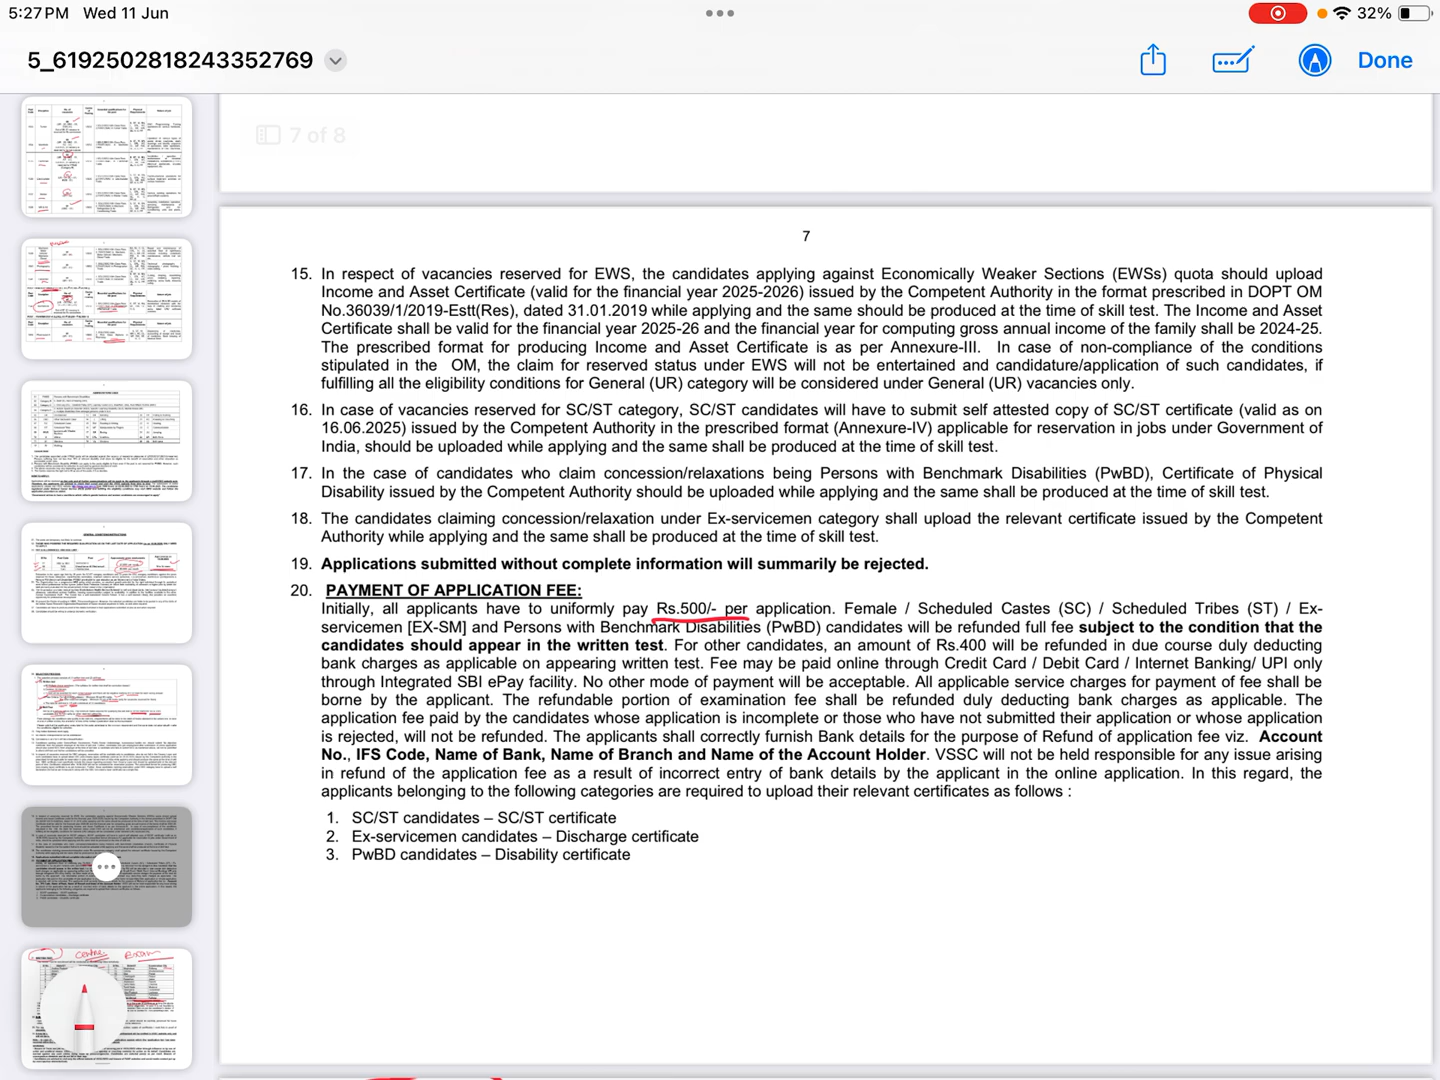 5:27 PM Wed 11 Jun
32%
5_6192502818243352769
Done
7 of 8
7
15. In respect of vacancies reserved for EWS, the candidates applying against Economically Weaker Sections (EWSs) quota should upload
Income and Asset Certificate (valid for the financial year 2025-2026) issued by the Competent Authority in the format prescribed in DOPT OM
No.36039/1/2019-Estt(Res), dated 31.01.2019 while applying and the same should be produced at the time of skill test. The Income and Asset
Certificate shall be valid for the financial year 2025-26 and the financial year for computing gross annual income of the family shall be 2024-25.
The prescribed format for producing Income and Asset Certificate is as per Annexure-III. In case of non-compliance of the conditions
stipulated in the OM, the claim for reserved status under EWS will not be entertained and candidature/application of such candidates, if
fulfilling all the eligibility conditions for General (UR) category will be considered under General (UR) vacancies only.
16. In case of vacancies reserved for SC/ST category, SC/ST candidates will have to submit self attested copy of SC/ST certificate (valid as on
16.06.2025) issued by the Competent Authority in the prescribed format (Annexure-IV) applicable for reservation in jobs under Government of
India, should be uploaded while applying and the same shall be produced at the time of skill test.
17. In the case of candidates who claim concession/relaxations being Persons with Benchmark Disabilities (PwBD), Certificate of Physical
Disability issued by the Competent Authority should be uploaded while applying and the same shall be produced at the time of skill test.
18. The candidates claiming concession/relaxation under Ex-servicemen category shall upload the relevant certificate issued by the Competent
Authority while applying and the same shall be produced at the time of skill test.
19. Applications submitted without complete information will summarily be rejected.
20. PAYMENT OF APPLICATION FEE:
Initially, all applicants have to uniformly pay Rs.500/- per application. Female / Scheduled Castes (SC) / Scheduled Tribes (ST) / Ex-
servicemen [EX-SM] and Persons with Benchmark Disabilities (PwBD) candidates will be refunded full fee subject to the condition that the
candidates should appear in the written test. For other candidates, an amount of Rs.400 will be refunded in due course duly deducting
bank charges as applicable on appearing written test. Fee may be paid online through Credit Card / Debit Card / Internet Banking/ UPI only
through Integrated SBI ePay facility. No other mode of payment will be acceptable. All applicable service charges for payment of fee shall be
borne by the applicant. The refundable portion of examination fee shall be refunded duly deducting bank charges as applicable. The
application fee paid by the candidates whose application is incomplete or those who have not submitted their application or whose application
is rejected, will not be refunded. The applicants shall correctly furnish Bank details for the purpose of Refund of application fee viz. Account
No., IFS Code, Name of Bank, Name of Branch and Name of the Account Holder. VSSC will not be held responsible for any issue arising
in refund of the application fee as a result of incorrect entry of bank details by the applicant in the online application. In this regard, the
applicants belonging to the following categories are required to upload their relevant certificates as follows :
1. SC/ST candidates – SC/ST certificate
2. Ex-servicemen candidates – Discharge certificate
3. PwBD candidates – Disability certificate